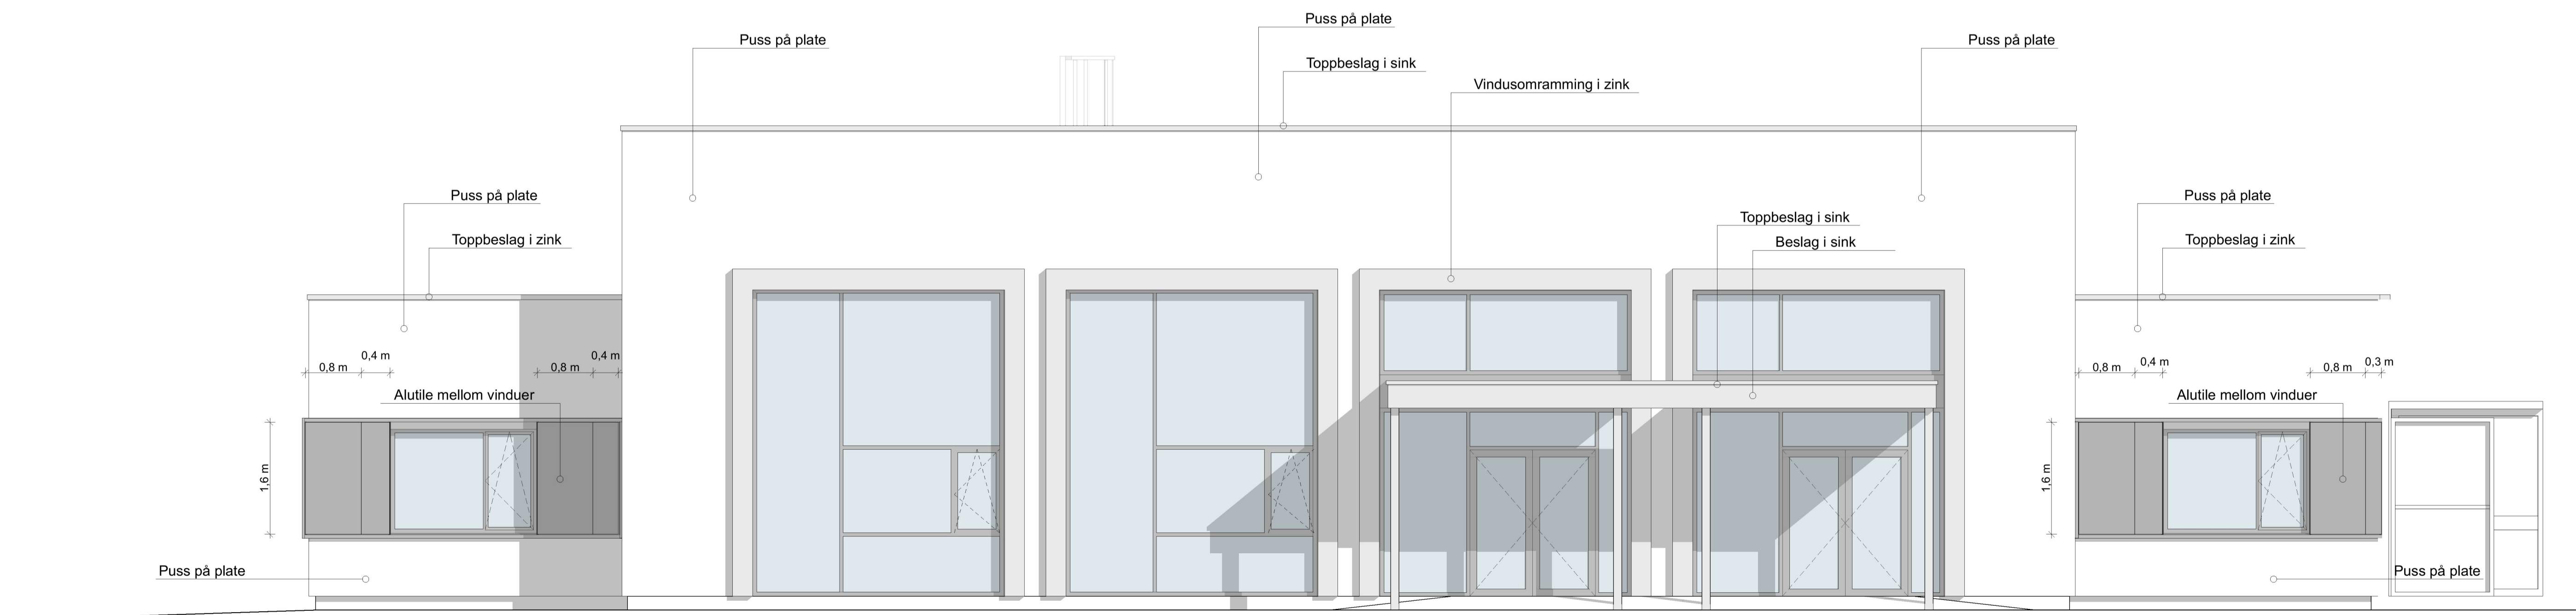 Puss på plate
Puss på plate
Puss på plate
Toppbeslag i sink
Vindusomramming i zink
Puss på plate
Puss på plate
Toppbeslag i sink
Toppbeslag i zink
Beslag i sink
Toppbeslag i zink
0,8 m
0,4 m
0,8 m
0,4 m
0,8 m
0,4 m
0,8 m
0,3 m
Alutile mellom vinduer
Alutile mellom vinduer
1,6 m
1,6 m
Puss på plate
Puss på plate